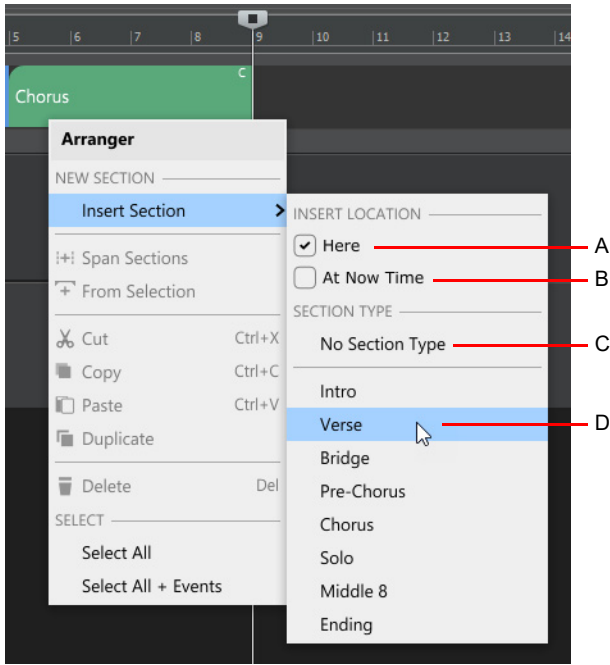 5 6 7 8 9 10 11 12 13 14
C
Chorus
Arranger
NEW SECTION
Insert Section
Span Sections
From Selection
Cut Ctrl+X
Copy Ctrl+C
Paste Ctrl+V
Duplicate
Delete Del
SELECT
Select All
Select All + Events
INSERT LOCATION
Here A
At Now Time B
SECTION TYPE
No Section Type C
Intro
Verse D
Bridge
Pre-Chorus
Chorus
Solo
Middle 8
Ending